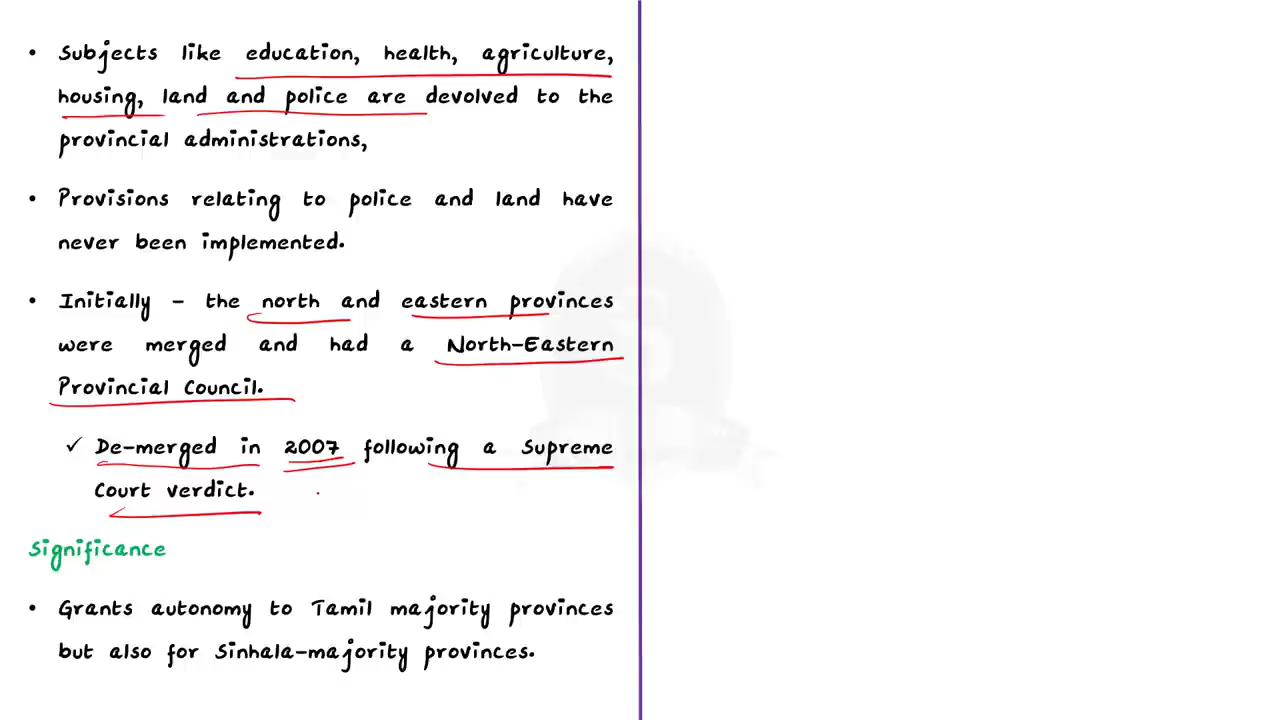 • Subjects like education, health, agriculture,
housing, land and police are devolved to the
provincial administrations,
• Provisions relating to police and land have
never been implemented.
• Initially – the north and eastern provinces
were merged and had a North-Eastern
Provincial Council.
✓ De-merged in 2007 following a Supreme
Court verdict.
Significance
• Grants autonomy to Tamil majority provinces
but also for Sinhala-majority provinces.